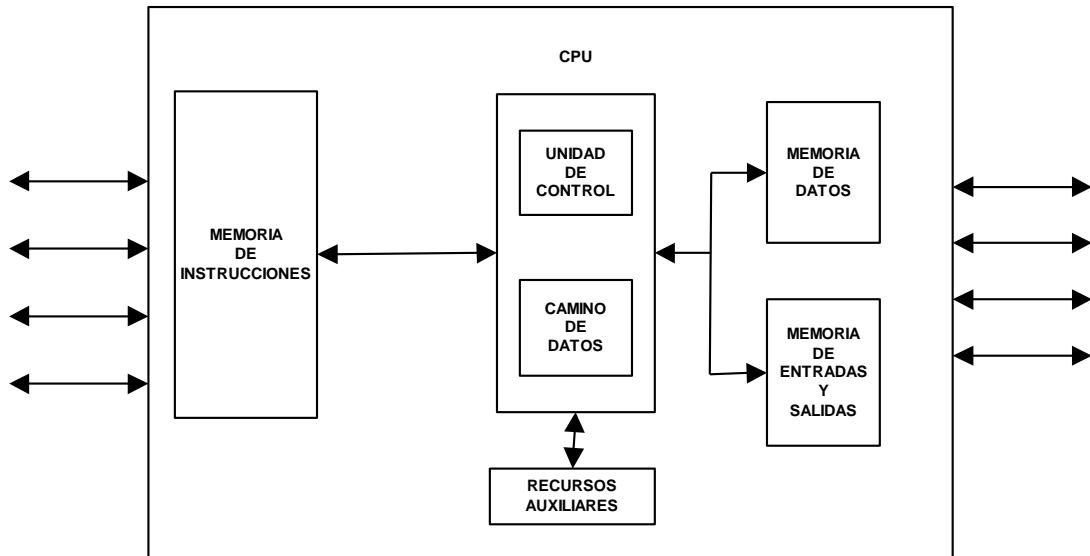 CPU
MEMORIA
DE
INSTRUCCIONES
UNIDAD
DE
CONTROL
CAMINO
DE
DATOS
MEMORIA
DE
DATOS
MEMORIA
DE
ENTRADAS
Y
SALIDAS
RECURSOS
AUXILIARES